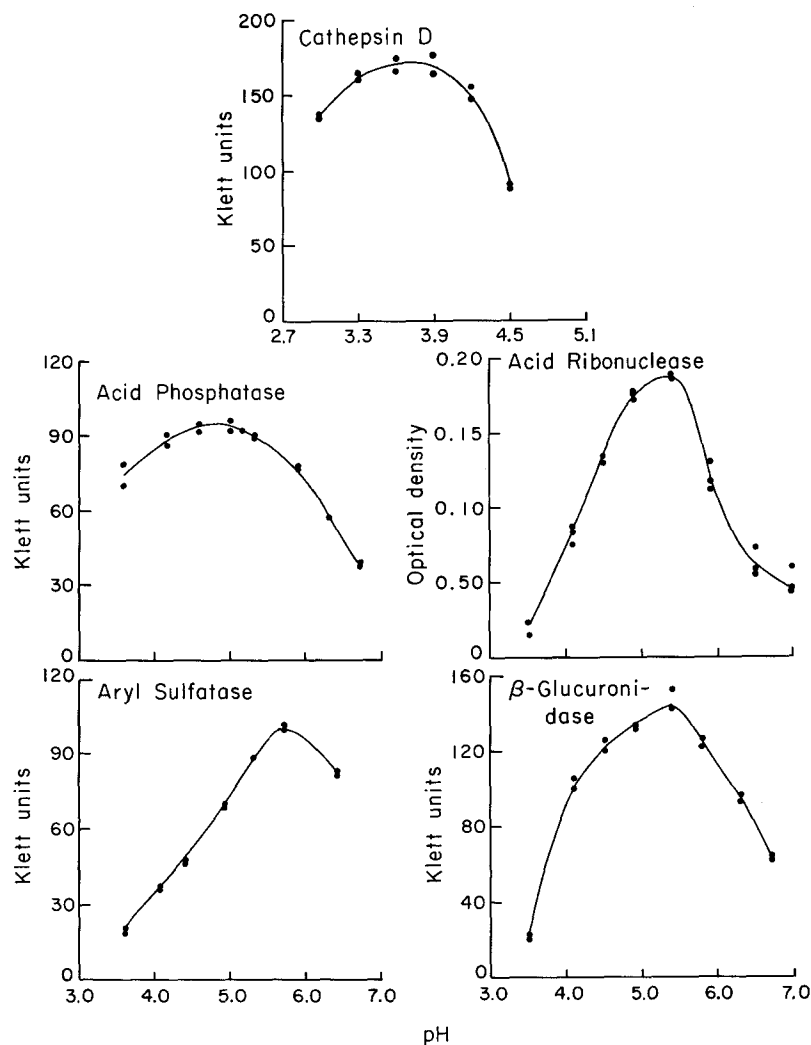 Cathepsin D
Klett units
200
150
100
50
0
2.7 3.3 3.9 4.5 5.1
Acid Phosphatase
Klett units
120
90
60
30
0
Acid Ribonuclease
Optical density
0.20
0.15
0.10
0.50
0
Aryl Sulfatase
Klett units
120
90
60
30
0
3.0 4.0 5.0 6.0 7.0
β-Glucuroni-
dase
Klett units
160
120
80
40
0
3.0 4.0 5.0 6.0 7.0
pH